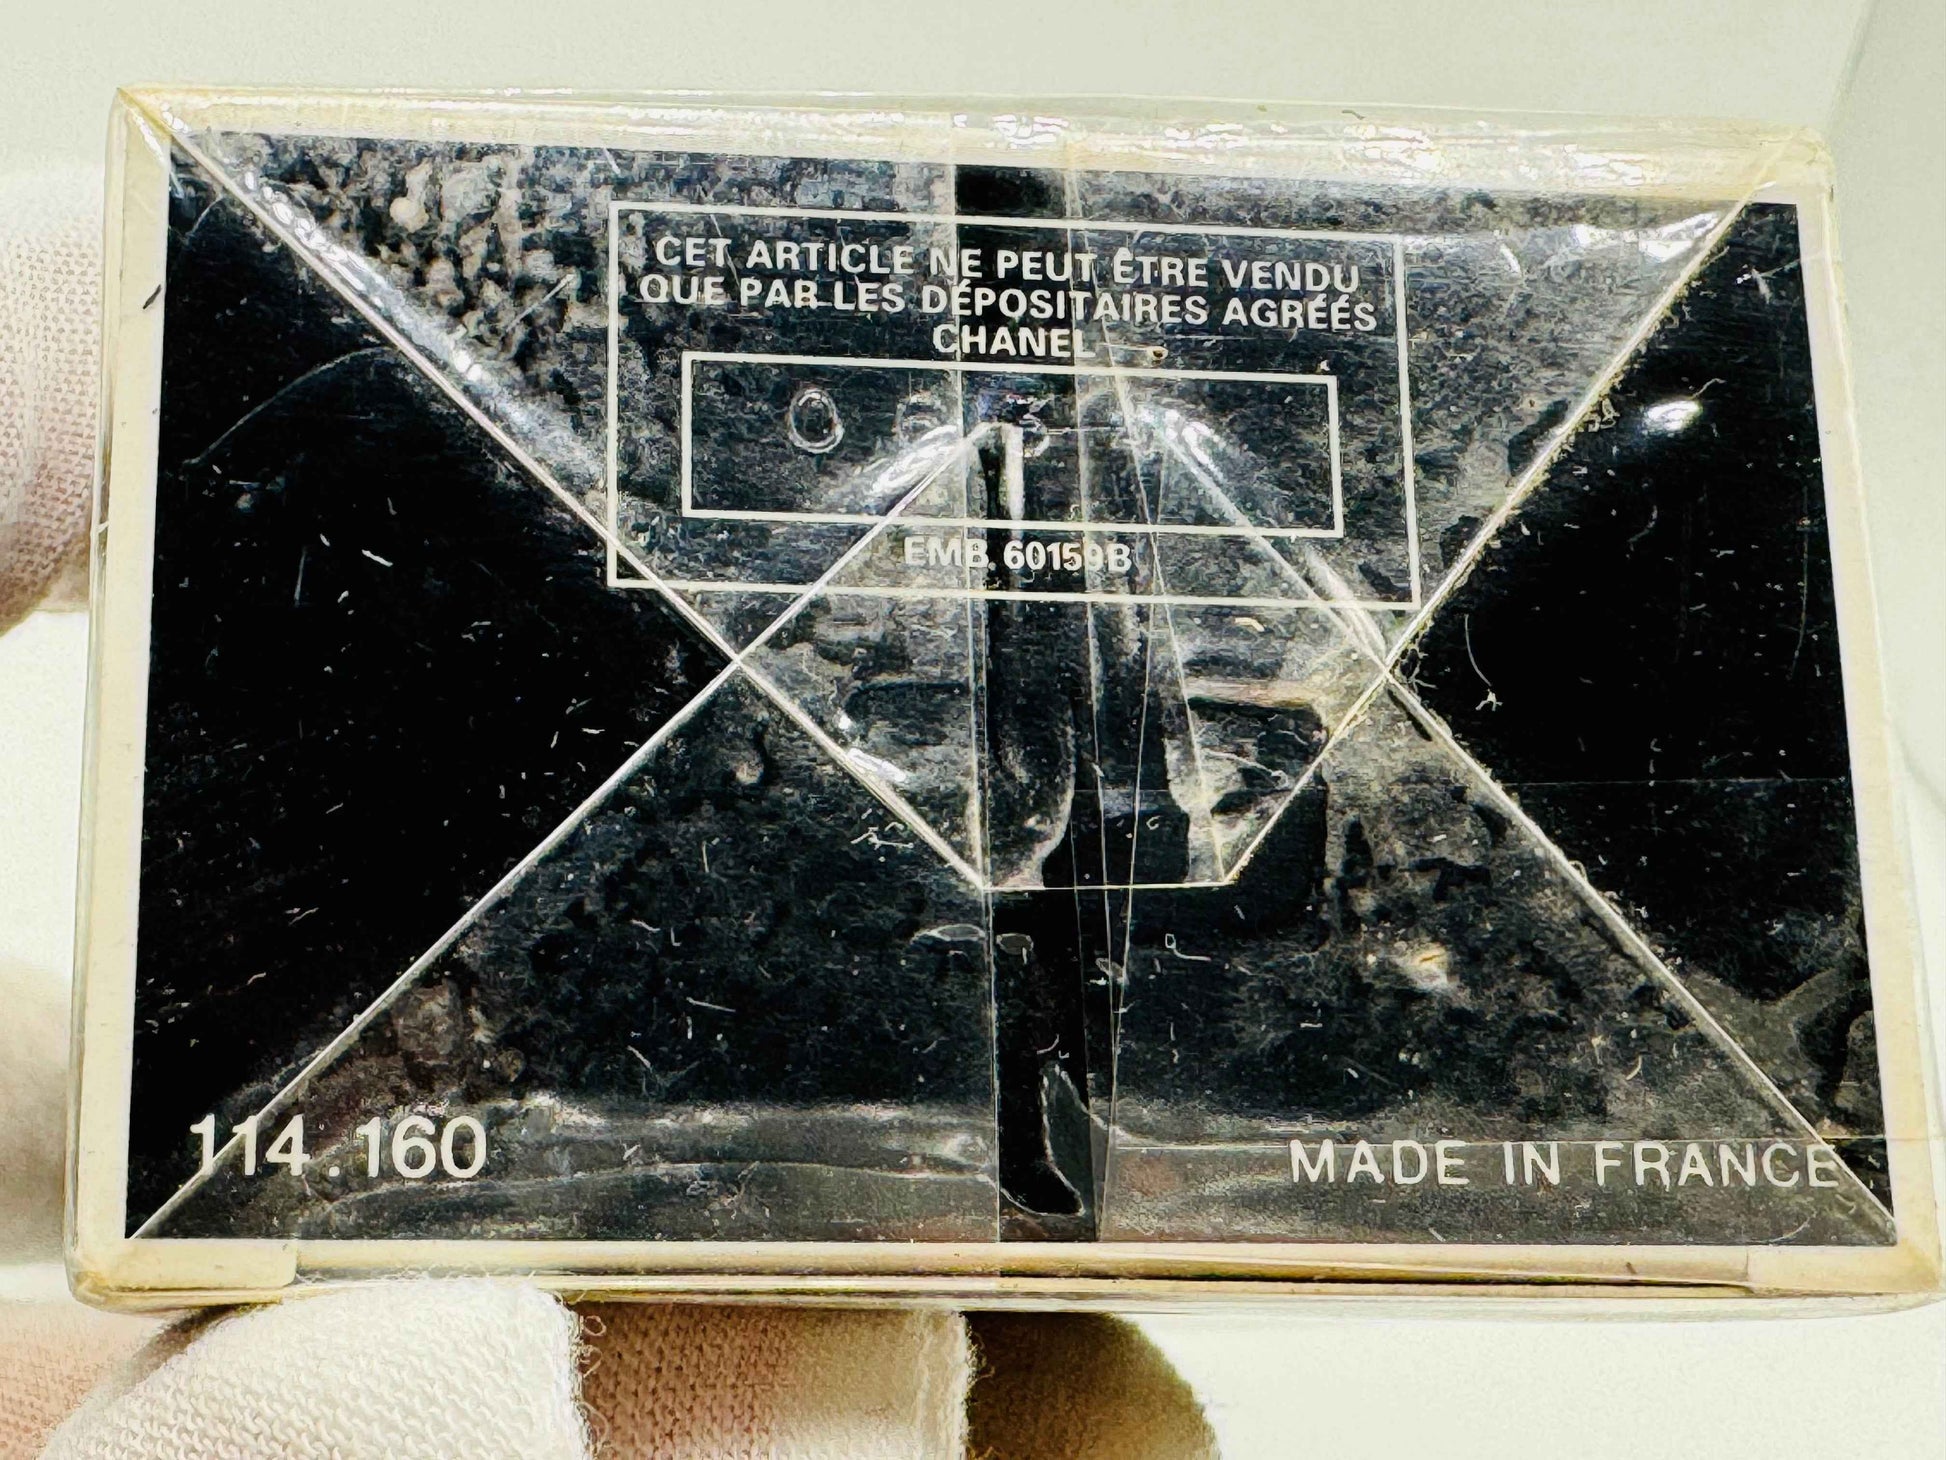 CET ARTICLE NE PEUT ÊTRE VENDU
QUE PAR LES DÉPOSITAIRES AGRÉÉS
CHANEL
EMB. 60159B
114.160
MADE IN FRANCE